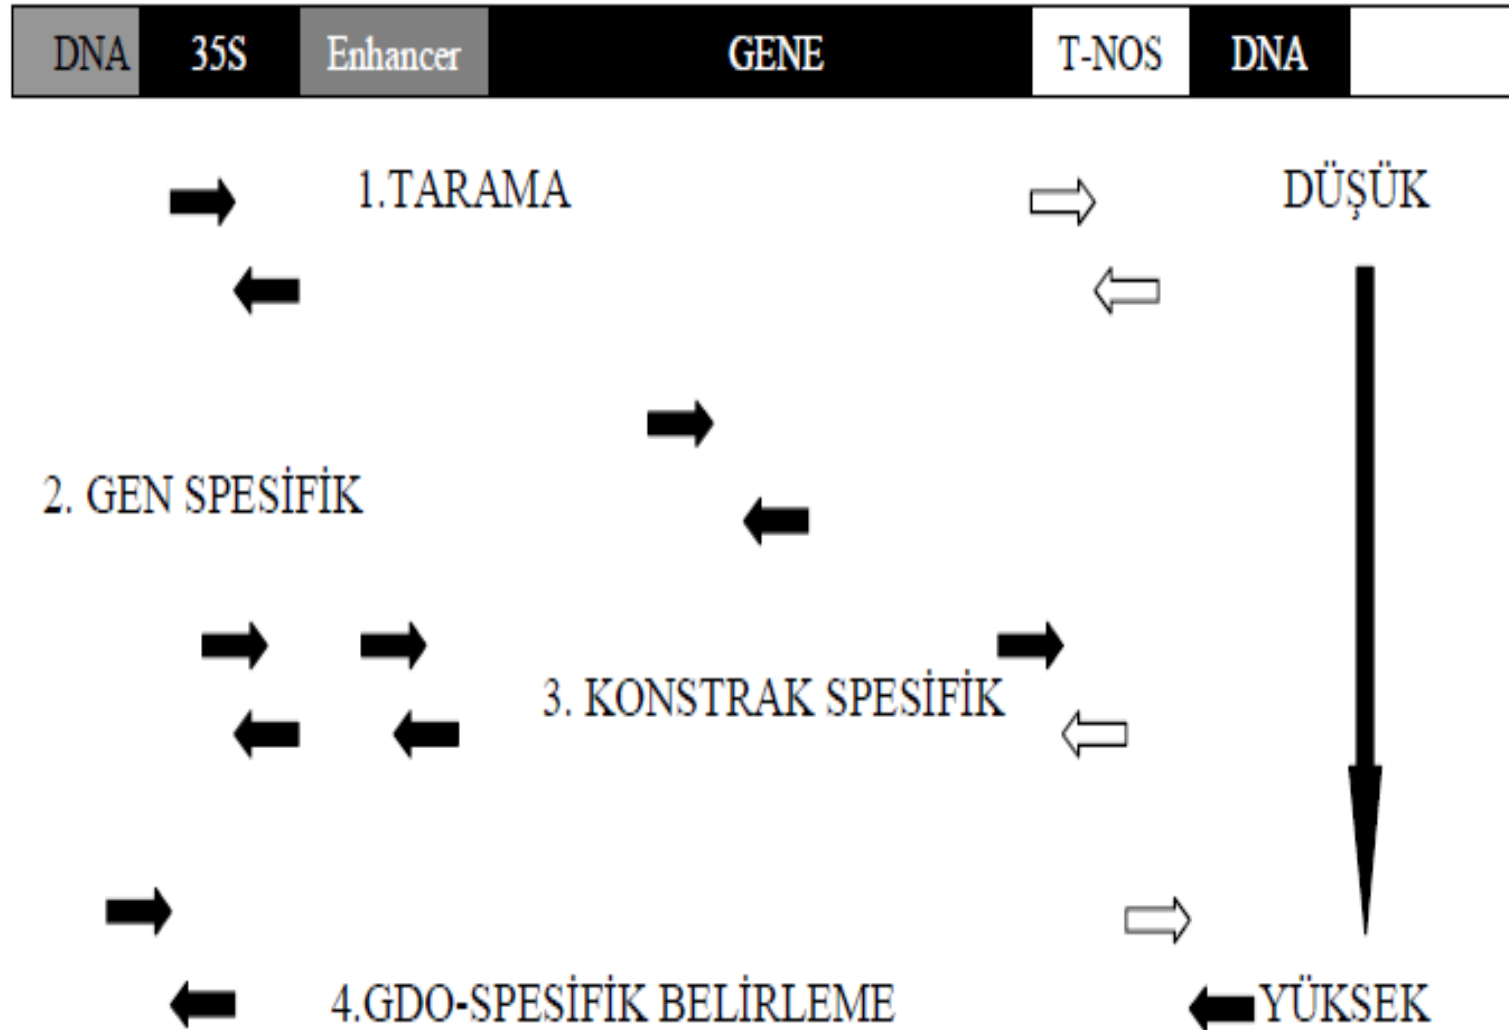 DNA 35S Enhancer GENE T-NOS DNA
1.TARAMA DÜŞÜK
2. GEN SPESİFİK
3. KONSTRAK SPESİFİK
4.GDO-SPESİFİK BELİRLEME YÜKSEK